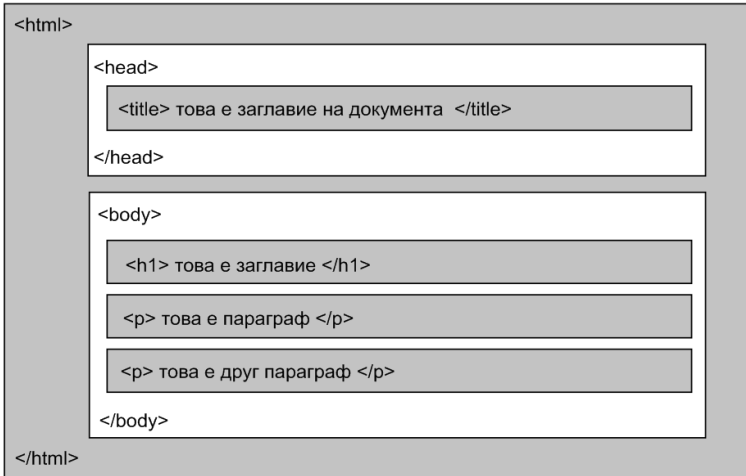 <html>
<head>
<title> това е заглавие на документа </title>
</head>
<body>
<h1> това е заглавие </h1>
<p> това е параграф </p>
<p> това е друг параграф </p>
</body>
</html>